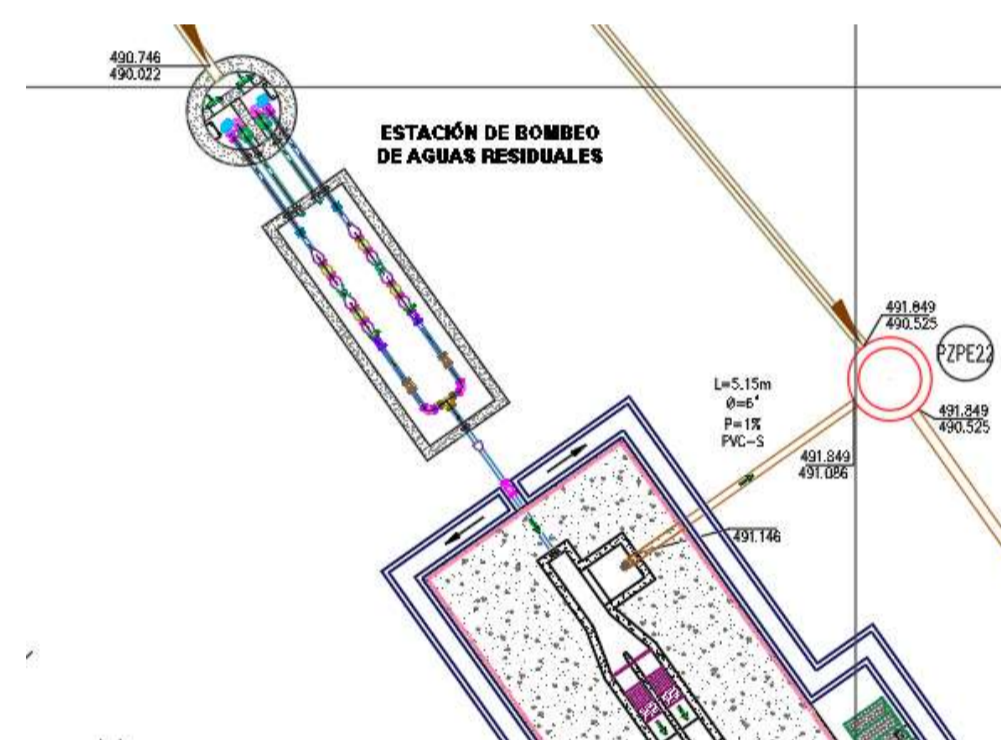 490.746
490.022
ESTACIÓN DE BOMBEO
DE AGUAS RESIDUALES
491.849
490.525
PZPE22
L=5.15m
Ø=6"
P=1%
PVC-S
491.849
490.525
491.849
491.086
491.146